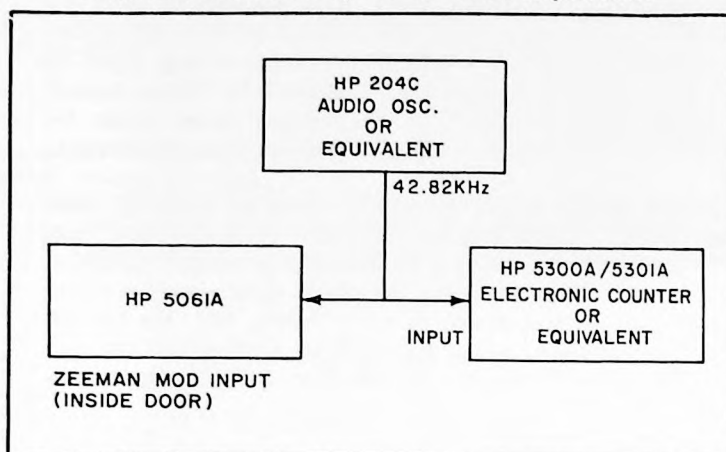 HP 204C
AUDIO OSC.
OR
EQUIVALENT
42.82KHz
HP 5061A
HP 5300A/5301A
ELECTRONIC COUNTER
OR
EQUIVALENT
INPUT
ZEEMAN MOD INPUT
(INSIDE DOOR)